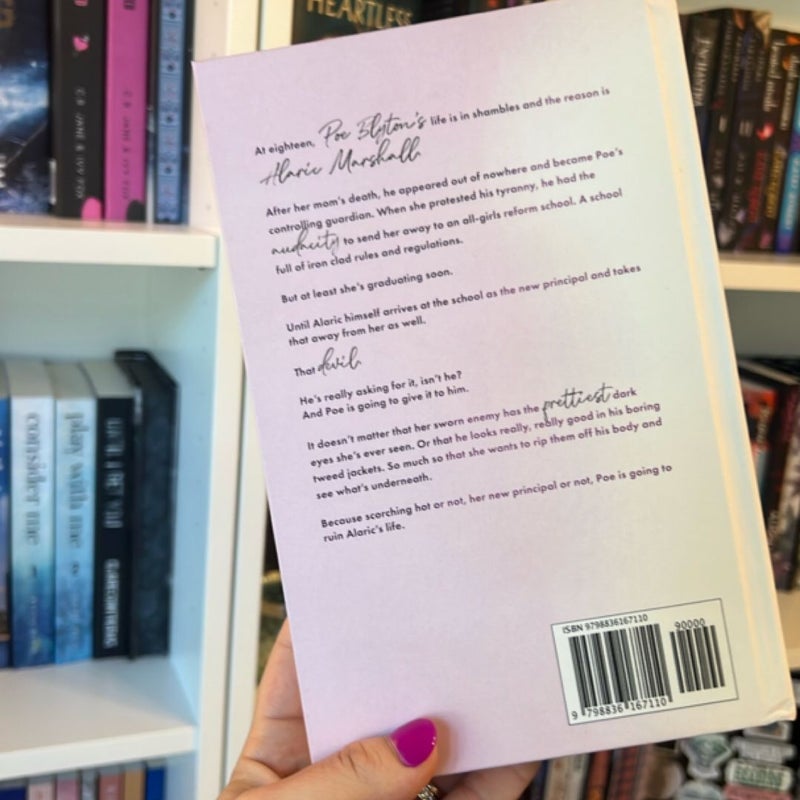 HEARTLESS
At eighteen, Poe Blyton's life is in shambles and the reason is
Alaric Marshall.
After her mom's death, he appeared out of nowhere and became Poe's
controlling guardian. When she protested his tyranny, he had the
audacity to send her away to an all-girls reform school. A school
full of iron clad rules and regulations.
But at least she's graduating soon.
Until Alaric himself arrives at the school as the new principal and takes
that away from her as well.
That devil.
He's really asking for it, isn't he?
And Poe is going to give it to him.
It doesn't matter that her sworn enemy has the prettiest dark
eyes she's ever seen. Or that he looks really, really good in his boring
tweed jackets. So much so that she wants to rip them off his body and
see what's underneath.
Because scorching hot or not, her new principal or not, Poe is going to
ruin Alaric's life.
ISBN 9798836167110
90000
9 798836 167110
consider me
play with me